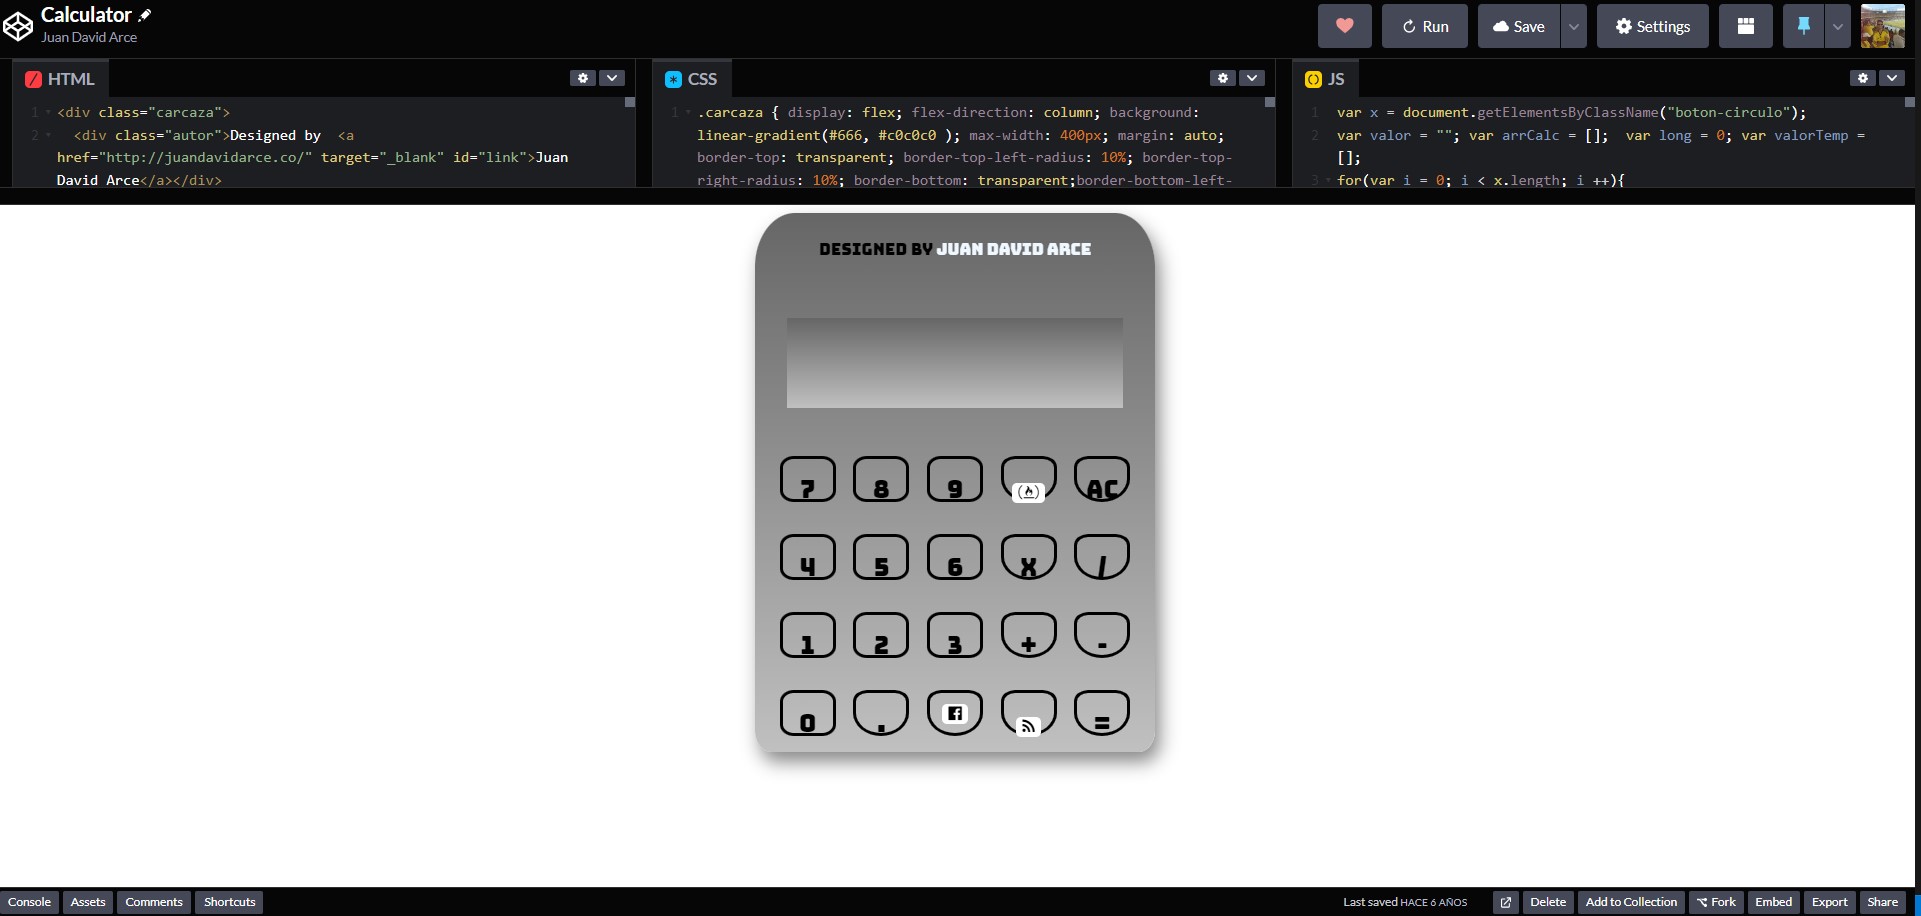 Calculator
Juan David Arce
Run
Save
Settings
HTML
1 <div class="carcaza">
2 <div class="autor">Designed by <a
href="http://juandavidarce.co/" target="_blank" id="link">Juan
David Arce</a></div>
CSS
1 .carcaza { display: flex; flex-direction: column; background:
linear-gradient(#666, #c0c0c0 ); max-width: 400px; margin: auto;
border-top: transparent; border-top-left-radius: 10%; border-top-
right-radius: 10%; border-bottom: transparent;border-bottom-left-
JS
1 var x = document.getElementsByClassName("boton-circulo");
2 var valor = ""; var arrCalc = []; var long = 0; var valorTemp =
[];
3 for(var i = 0; i < x.length; i ++){
DESIGNED BY JUAN DAVID ARCE
7 8 9 AC
4 5 6 X /
1 2 3 + -
0 . =
Console Assets Comments Shortcuts
Last saved HACE 6 AÑOS
Delete Add to Collection Fork Embed Export Share